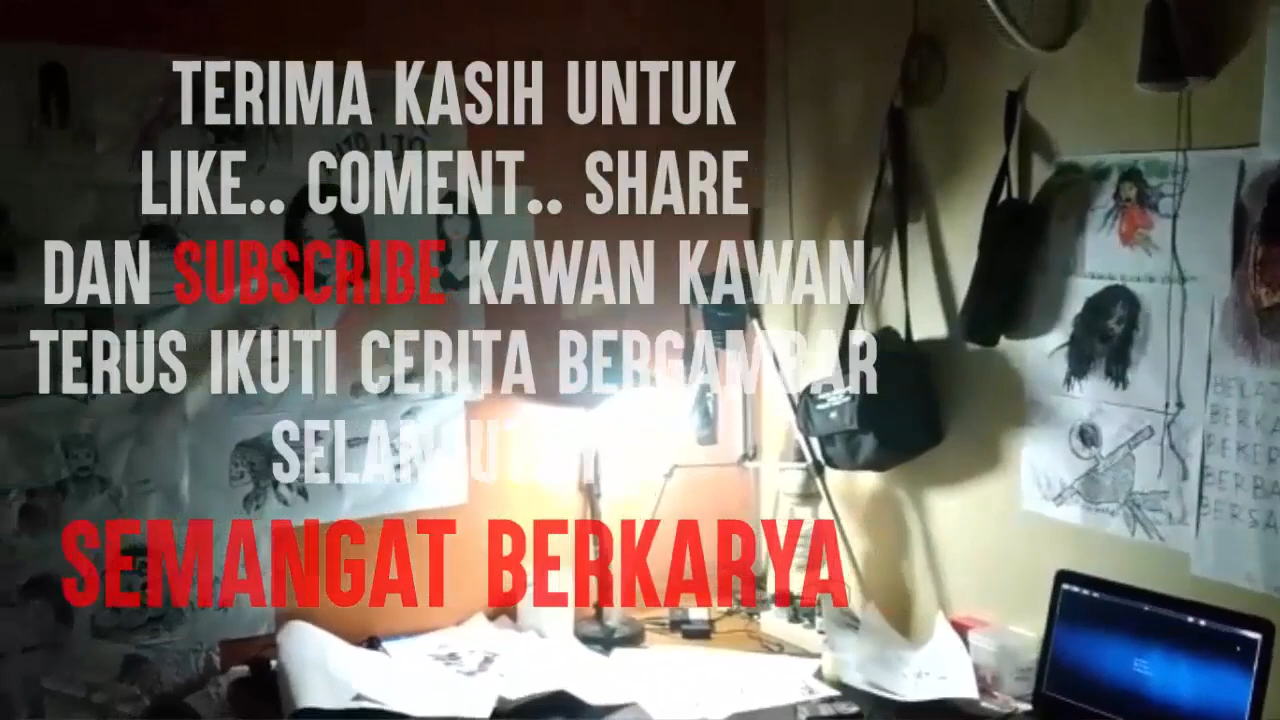 TERIMA KASIH UNTUK
LIKE.. COMENT.. SHARE
DAN SUBSCRIBE KAWAN KAWAN
TERUS IKUTI CERITA BERGAMBAR
SEMANGAT BERKARYA